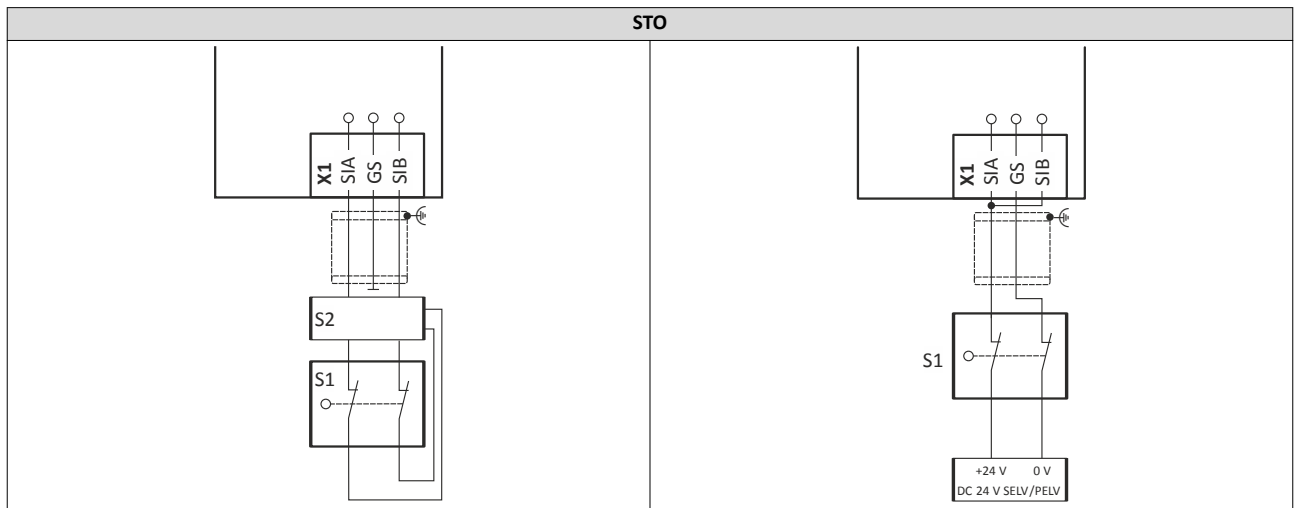 STO
X1 SIA GS SIB
S2
S1
X1 SIA GS SIB
S1
+24 V 0 V
DC 24 V SELV/PELV